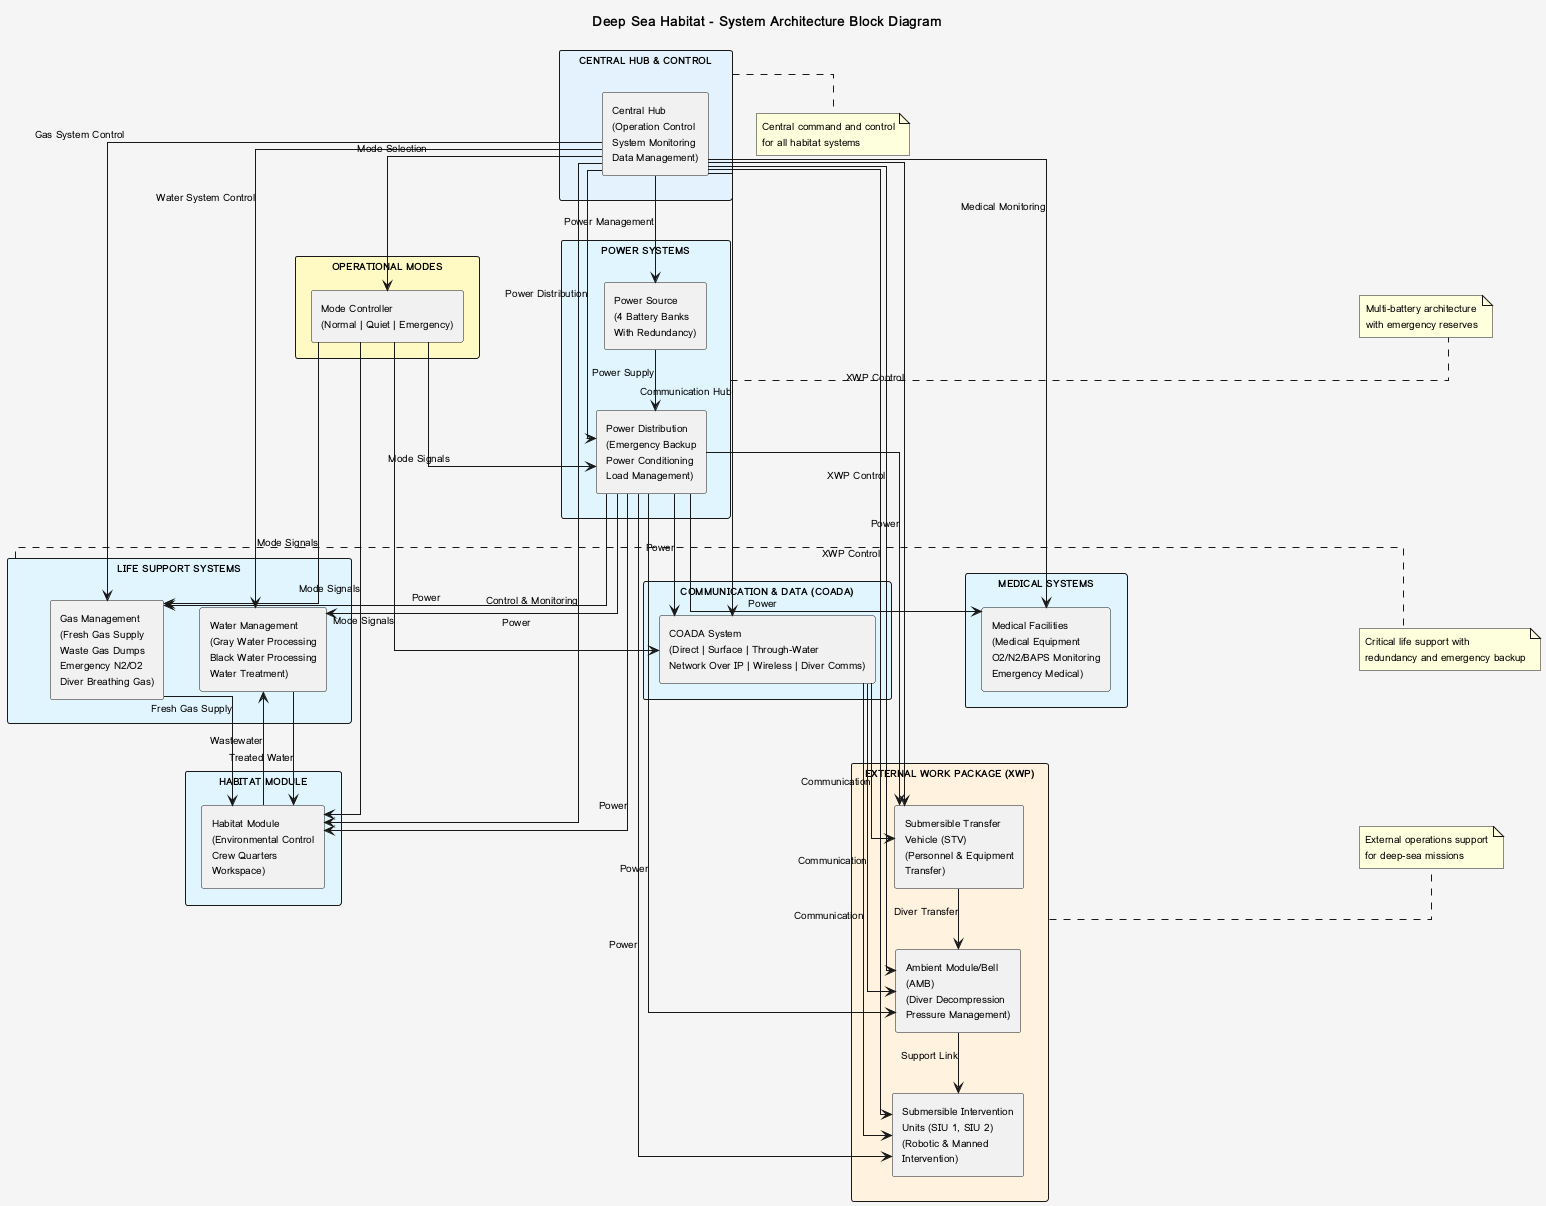 Deep Sea Habitat - System Architecture Block Diagram
CENTRAL HUB & CONTROL
Central Hub
(Operation Control
System Monitoring
Data Management)
Central command and control
for all habitat systems
Gas System Control
Mode Selection
Water System Control
Medical Monitoring
Power Management
POWER SYSTEMS
OPERATIONAL MODES
Mode Controller
(Normal | Quiet | Emergency)
Power Distribution
Power Source
(4 Battery Banks
With Redundancy)
Multi-battery architecture
with emergency reserves
Power Supply
XWP Control
Communication Hub
Power Distribution
(Emergency Backup
Power Conditioning
Load Management)
Mode Signals
XWP Control
Power
Mode Signals
Power
XWP Control
LIFE SUPPORT SYSTEMS
Mode Signals
Power
Control & Monitoring
Mode Signals
Power
Gas Management
(Fresh Gas Supply
Waste Gas Dumps
Emergency N2/O2
Diver Breathing Gas)
Water Management
(Gray Water Processing
Black Water Processing
Water Treatment)
COMMUNICATION & DATA (COADA)
Power
COADA System
(Direct | Surface | Through-Water
Network Over IP | Wireless | Diver Comms)
MEDICAL SYSTEMS
Medical Facilities
(Medical Equipment
O2/N2/BAPS Monitoring
Emergency Medical)
Critical life support with
redundancy and emergency backup
Fresh Gas Supply
Wastewater
Treated Water
HABITAT MODULE
Habitat Module
(Environmental Control
Crew Quarters
Workspace)
Power
Power
Power
Communication
Communication
Communication
EXTERNAL WORK PACKAGE (XWP)
Submersible Transfer
Vehicle (STV)
(Personnel & Equipment
Transfer)
External operations support
for deep-sea missions
Diver Transfer
Ambient Module/Bell
(AMB)
(Diver Decompression
Pressure Management)
Support Link
Submersible Intervention
Units (SIU 1, SIU 2)
(Robotic & Manned
Intervention)